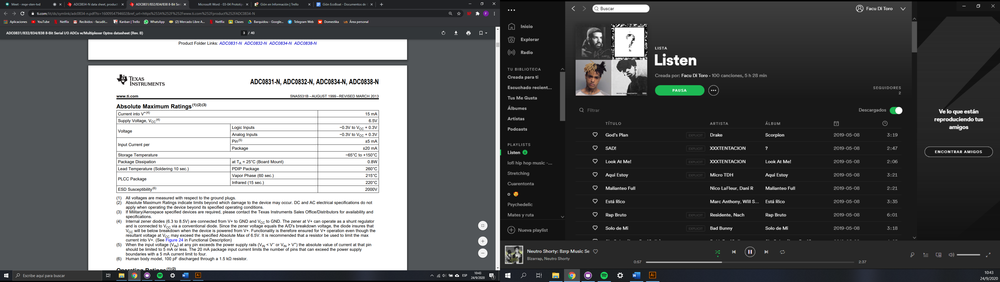 Meet - mqe-sten-tvd
ADC0834-N data sheet, product
ADC0831/832/834/838 8-Bit Seri
Microsoft Word - 03-04 Prototip
Gión en Información | Trello
Gión EcoBoat - Documentos de
ti.com/lit/ds/symlink/adc0834-n.pdf?ts=1600954794602&ref_url=https%253A%252F%252Fwww.ti.com%252Fproduct%252FADC0834-N
Aplicaciones
YouTube
Netflix
Recibidos - facudit...
Kanban | Trello
WhatsApp
(2) Mercado Libre A...
Netflix
Clases
Barquidou - Google...
Telegram Web
Domestika
Área personal
ADC0831/832/834/838 8-Bit Serial I/O ADCs w/Multiplexer Optns datasheet (Rev. B)
3 / 40
Product Folder Links: ADC0831-N ADC0832-N ADC0834-N ADC0838-N
TEXAS
INSTRUMENTS
ADC0831-N, ADC0832-N, ADC0834-N, ADC0838-N
www.ti.com
SNAS531B –AUGUST 1999–REVISED MARCH 2013
Absolute Maximum Ratings(1)(2)(3)
Current into V+(4) 15 mA
Supply Voltage, VCC(4) 6.5V
Voltage
Logic Inputs −0.3V to VCC + 0.3V
Analog Inputs −0.3V to VCC + 0.3V
Input Current per
Pin(5) ±5 mA
Package ±20 mA
Storage Temperature −65°C to +150°C
Package Dissipation at TA = 25°C (Board Mount) 0.8W
Lead Temperature (Soldering 10 sec.) PDIP Package 260°C
PLCC Package
Vapor Phase (60 sec.) 215°C
Infrared (15 sec.) 220°C
ESD Susceptibility(6) 2000V
(1) All voltages are measured with respect to the ground plugs.
(2) Absolute Maximum Ratings indicate limits beyond which damage to the device may occur. DC and AC electrical specifications do not
apply when operating the device beyond its specified operating conditions.
(3) If Military/Aerospace specified devices are required, please contact the Texas Instruments Sales Office/Distributors for availability and
specifications.
(4) Internal zener diodes (6.3 to 8.5V) are connected from V+ to GND and VCC to GND. The zener at V+ can operate as a shunt regulator
and is connected to VCC via a conventional diode. Since the zener voltage equals the A/D's breakdown voltage, the diode insures that
VCC will be below breakdown when the device is powered from V+. Functionality is therefore ensured for V+ operation even though the
resultant voltage at VCC may exceed the specified Absolute Max of 6.5V. It is recommended that a resistor be used to limit the max
current into V+. (See Figure 24 in Functional Description)
(5) When the input voltage (VIN) at any pin exceeds the power supply rails (VIN < V− or VIN > V+) the absolute value of current at that pin
should be limited to 5 mA or less. The 20 mA package input current limits the number of pins that can exceed the power supply
boundaries with a 5 mA current limit to four.
(6) Human body model, 100 pF discharged through a 1.5 kΩ resistor.
Operating Ratings(1)(2)
Escribe aquí para buscar
ESP
10:43
24/9/2020
Buscar
Facu Di Toro
Inicio
Explorar
Radio
TU BIBLIOTECA
Creada para ti
Escuchado recient...
Tus Me Gusta
Álbumes
Artistas
Podcasts
PLAYLISTS
Listen
lofi hip hop music -...
Stretching
Cuarentonta
Psychedelic
Mates y ruta
Nueva playlist
LISTA
Listen
Creada por: Facu Di Toro • 100 canciones, 5 h 28 min
PAUSA
SEGUIDORES
2
Filtrar
Descargados
TÍTULO ARTISTA ÁLBUM
God's Plan EXPLICIT Drake Scorpion 2019-05-08 3:19
SAD! EXPLICIT XXXTENTACION ? 2019-05-08 2:47
Look At Me! EXPLICIT XXXTENTACION Look At Me! 2019-05-08 2:06
Aqui Estoy EXPLICIT Micro TDH Aqui Estoy 2019-05-08 3:21
Malianteo Full Nico LaFleur, Dani R Malianteo Full 2019-05-08 2:21
Está Rico Marc Anthony, Will S... Está Rico 2019-05-08 3:35
Rap Bruto EXPLICIT Residente, Nach Rap Bruto 2019-05-08 6:01
Solo de Mi EXPLICIT Bad Bunny Solo de Mi 2019-05-08 3:18
Ve lo que están
reproduciendo tus
amigos
ENCONTRAR AMIGOS
Neutro Shorty: Bzrp Music Se
Bizarrap, Neutro Shorty
0:57
2:37
10:43
24/9/2020